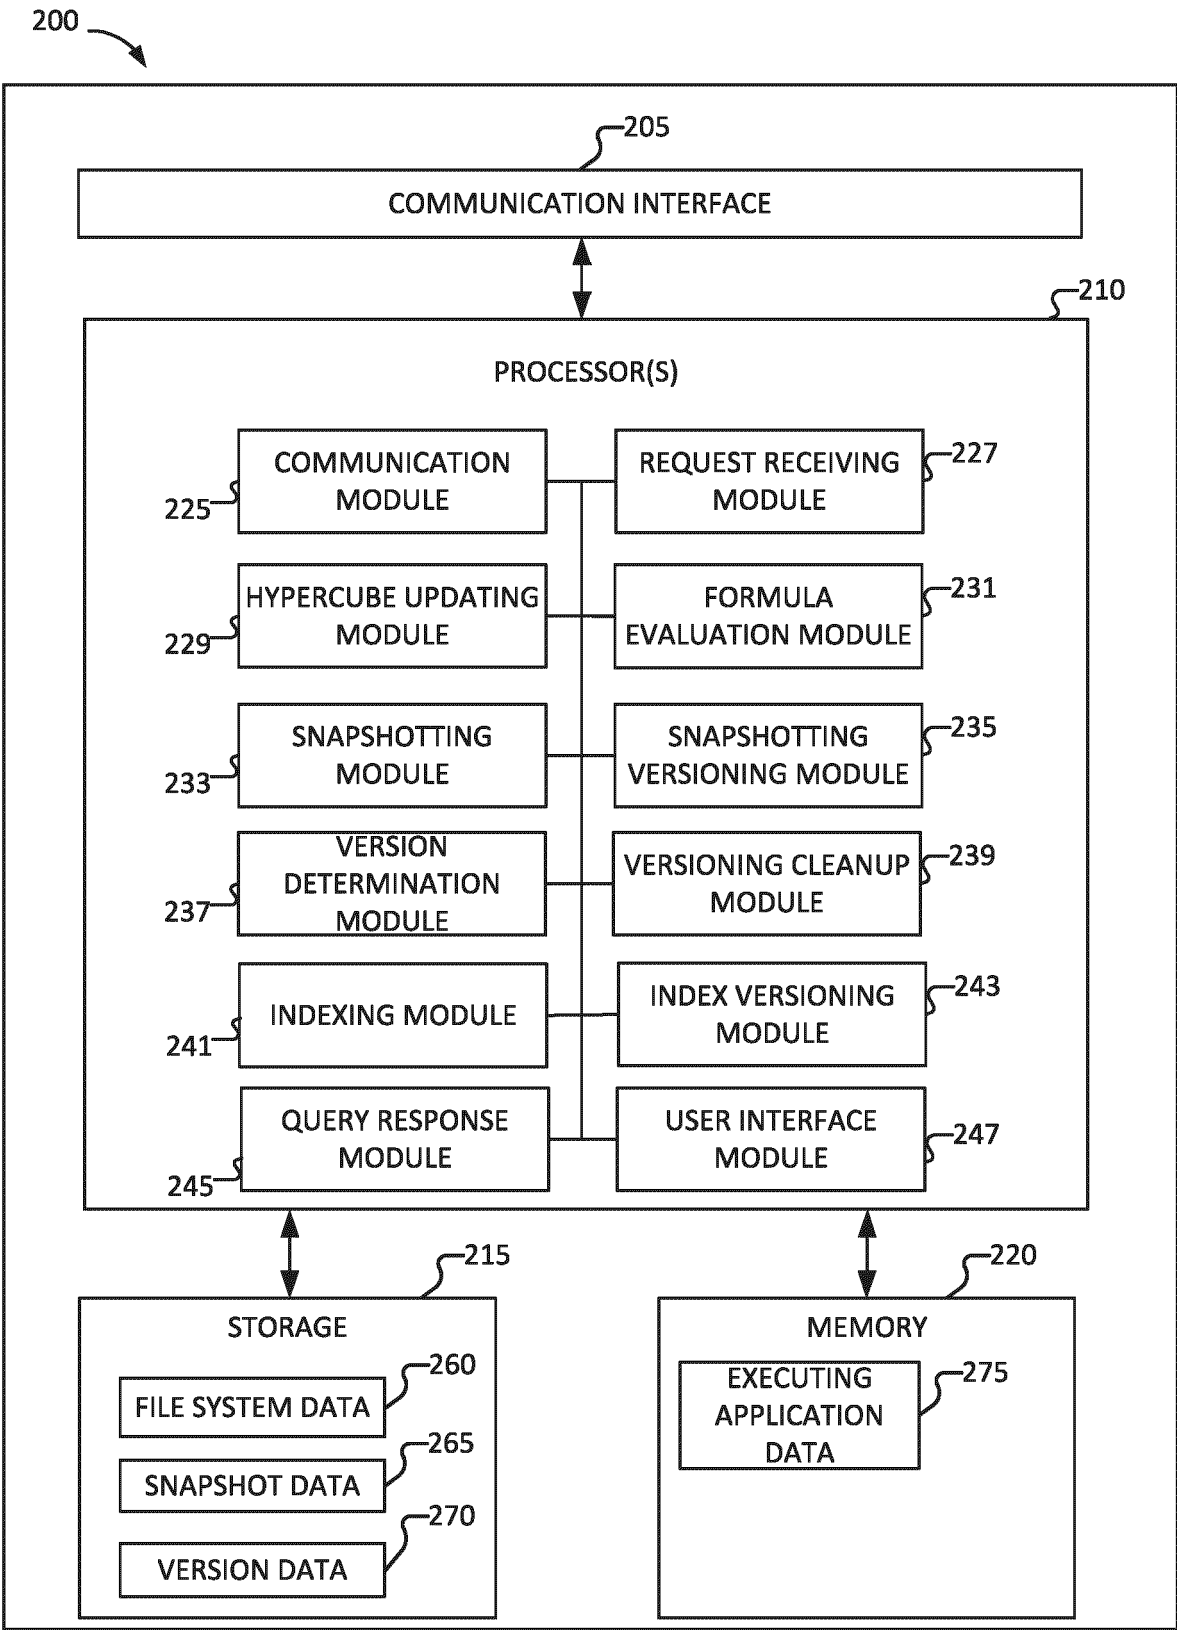 200
205
COMMUNICATION INTERFACE
210
PROCESSOR(S)
COMMUNICATION
MODULE
225
REQUEST RECEIVING
MODULE
227
HYPERCUBE UPDATING
MODULE
229
FORMULA
EVALUATION MODULE
231
SNAPSHOTTING
MODULE
233
SNAPSHOTTING
VERSIONING MODULE
235
VERSION
DETERMINATION
MODULE
237
VERSIONING CLEANUP
MODULE
239
INDEXING MODULE
241
INDEX VERSIONING
MODULE
243
QUERY RESPONSE
MODULE
245
USER INTERFACE
MODULE
247
215
STORAGE
260
FILE SYSTEM DATA
265
SNAPSHOT DATA
270
VERSION DATA
220
MEMORY
EXECUTING
APPLICATION
DATA
275